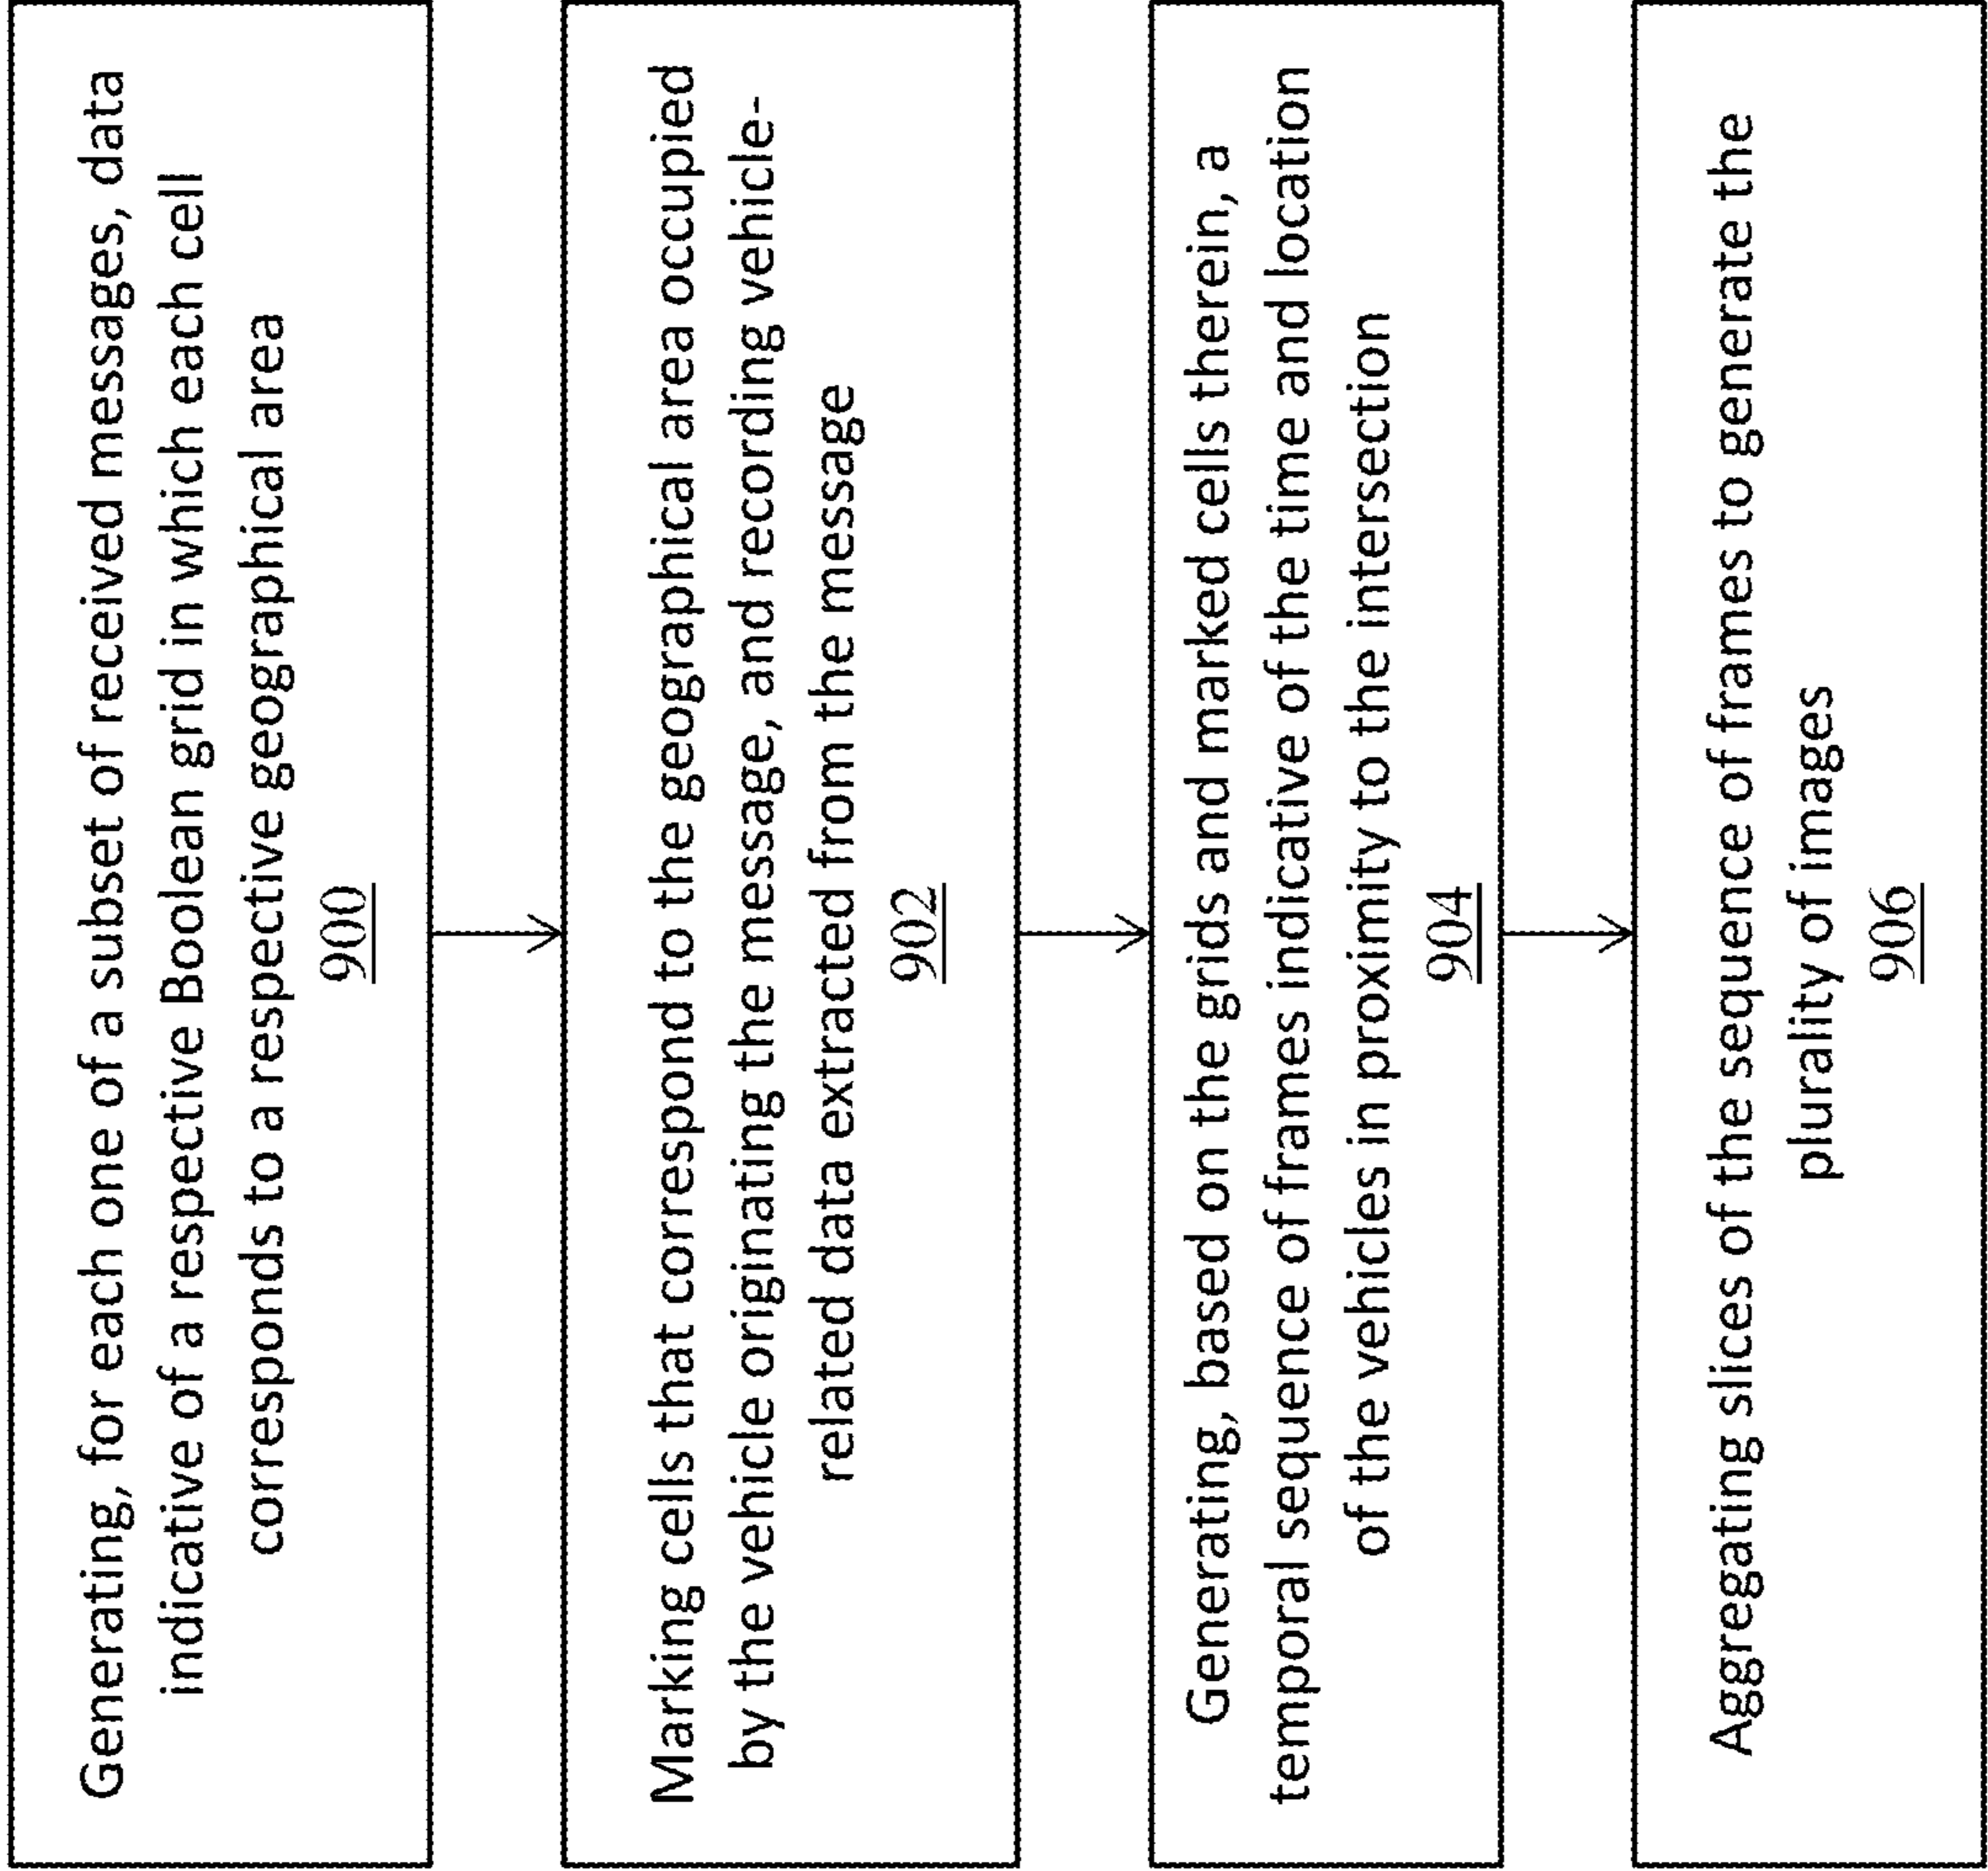 Generating, for each one of a subset of received messages, data
indicative of a respective Boolean grid in which each cell
corresponds to a respective geographical area
900
Marking cells that correspond to the geographical area occupied
by the vehicle originating the message, and recording vehicle-
related data extracted from the message
902
Generating, based on the grids and marked cells therein, a
temporal sequence of frames indicative of the time and location
of the vehicles in proximity to the intersection
904
Aggregating slices of the sequence of frames to generate the
plurality of images
906